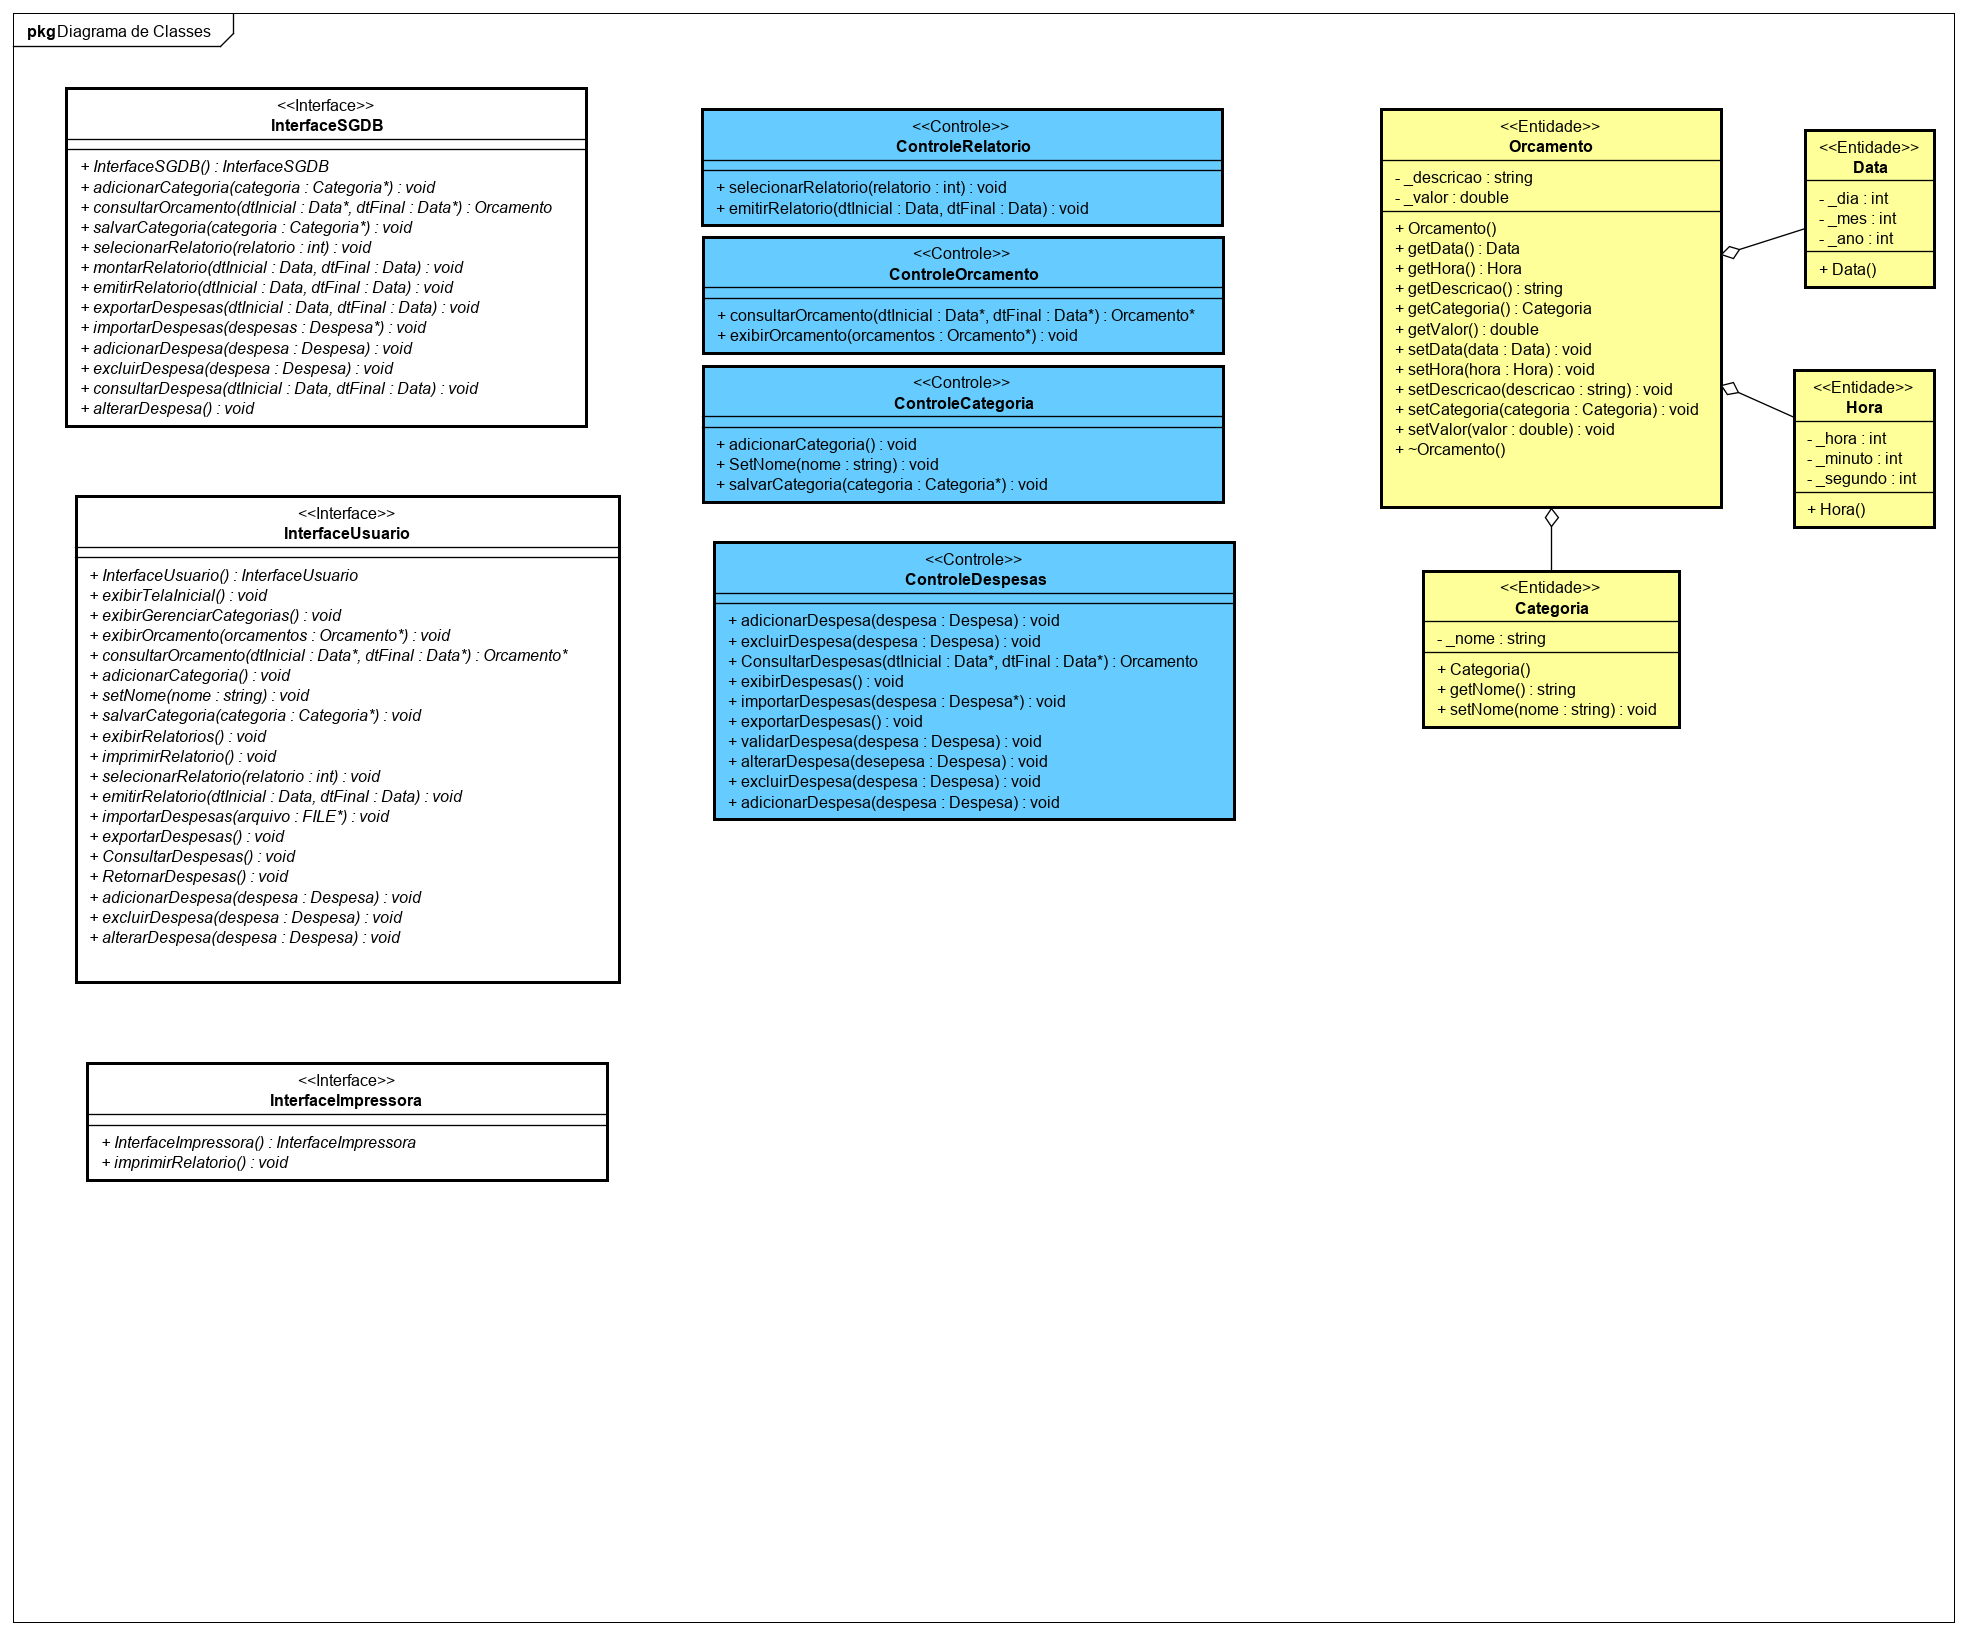 pkg Diagrama de Classes
<<Interface>>
InterfaceSGDB
+ InterfaceSGDB() : InterfaceSGDB
+ adicionarCategoria(categoria : Categoria*) : void
+ consultarOrcamento(dtInicial : Data*, dtFinal : Data*) : Orcamento
+ salvarCategoria(categoria : Categoria*) : void
+ selecionarRelatorio(relatorio : int) : void
+ montarRelatorio(dtInicial : Data, dtFinal : Data) : void
+ emitirRelatorio(dtInicial : Data, dtFinal : Data) : void
+ exportarDespesas(dtInicial : Data, dtFinal : Data) : void
+ importarDespesas(despesas : Despesa*) : void
+ adicionarDespesa(despesa : Despesa) : void
+ excluirDespesa(despesa : Despesa) : void
+ consultarDespesa(dtInicial : Data, dtFinal : Data) : void
+ alterarDespesa() : void
<<Interface>>
InterfaceUsuario
+ InterfaceUsuario() : InterfaceUsuario
+ exibirTelaInicial() : void
+ exibirGerenciarCategorias() : void
+ exibirOrcamento(orcamentos : Orcamento*) : void
+ consultarOrcamento(dtInicial : Data*, dtFinal : Data*) : Orcamento*
+ adicionarCategoria() : void
+ setNome(nome : string) : void
+ salvarCategoria(categoria : Categoria*) : void
+ exibirRelatorios() : void
+ imprimirRelatorio() : void
+ selecionarRelatorio(relatorio : int) : void
+ emitirRelatorio(dtInicial : Data, dtFinal : Data) : void
+ importarDespesas(arquivo : FILE*) : void
+ exportarDespesas() : void
+ ConsultarDespesas() : void
+ RetornarDespesas() : void
+ adicionarDespesa(despesa : Despesa) : void
+ excluirDespesa(despesa : Despesa) : void
+ alterarDespesa(despesa : Despesa) : void
<<Interface>>
InterfaceImpressora
+ InterfaceImpressora() : InterfaceImpressora
+ imprimirRelatorio() : void
<<Controle>>
ControleRelatorio
+ selecionarRelatorio(relatorio : int) : void
+ emitirRelatorio(dtInicial : Data, dtFinal : Data) : void
<<Controle>>
ControleOrcamento
+ consultarOrcamento(dtInicial : Data*, dtFinal : Data*) : Orcamento*
+ exibirOrcamento(orcamentos : Orcamento*) : void
<<Controle>>
ControleCategoria
+ adicionarCategoria() : void
+ SetNome(nome : string) : void
+ salvarCategoria(categoria : Categoria*) : void
<<Controle>>
ControleDespesas
+ adicionarDespesa(despesa : Despesa) : void
+ excluirDespesa(despesa : Despesa) : void
+ ConsultarDespesas(dtInicial : Data*, dtFinal : Data*) : Orcamento
+ exibirDespesas() : void
+ importarDespesas(despesa : Despesa*) : void
+ exportarDespesas() : void
+ validarDespesa(despesa : Despesa) : void
+ alterarDespesa(desepesa : Despesa) : void
+ excluirDespesa(despesa : Despesa) : void
+ adicionarDespesa(despesa : Despesa) : void
<<Entidade>>
Orcamento
- _descricao : string
- _valor : double
+ Orcamento()
+ getData() : Data
+ getHora() : Hora
+ getDescricao() : string
+ getCategoria() : Categoria
+ getValor() : double
+ setData(data : Data) : void
+ setHora(hora : Hora) : void
+ setDescricao(descricao : string) : void
+ setCategoria(categoria : Categoria) : void
+ setValor(valor : double) : void
+ ~Orcamento()
<<Entidade>>
Data
- _dia : int
- _mes : int
- _ano : int
+ Data()
<<Entidade>>
Hora
- _hora : int
- _minuto : int
- _segundo : int
+ Hora()
<<Entidade>>
Categoria
- _nome : string
+ Categoria()
+ getNome() : string
+ setNome(nome : string) : void